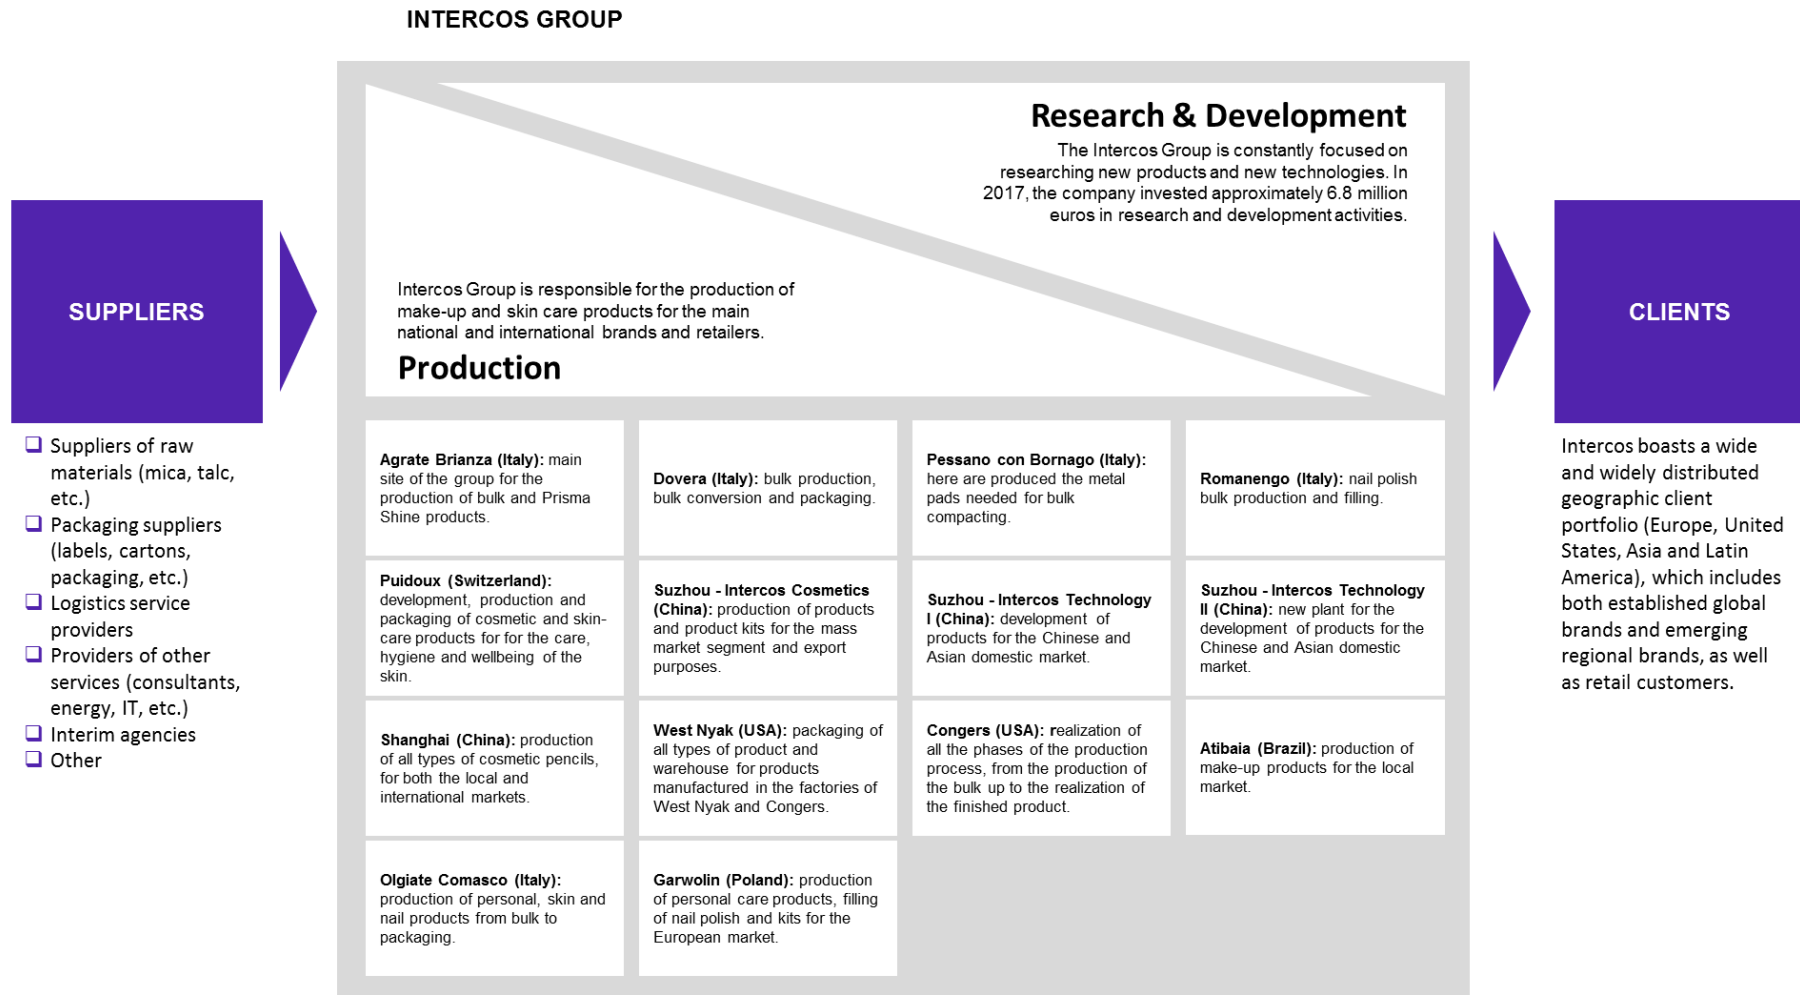 INTERCOS GROUP
Research & Development
The Intercos Group is constantly focused on
researching new products and new technologies. In
2017, the company invested approximately 6.8 million
euros in research and development activities.
Intercos Group is responsible for the production of
make-up and skin care products for the main
national and international brands and retailers.
Production
SUPPLIERS
Suppliers of raw
materials (mica, talc,
etc.)
Packaging suppliers
(labels, cartons,
packaging, etc.)
Logistics service
providers
Providers of other
services (consultants,
energy, IT, etc.)
Interim agencies
Other
Agrate Brianza (Italy): main
site of the group for the
production of bulk and Prisma
Shine products.
Dovera (Italy): bulk production,
bulk conversion and packaging.
Pessano con Bornago (Italy):
here are produced the metal
pads needed for bulk
compacting.
Romanengo (Italy): nail polish
bulk production and filling.
Puidoux (Switzerland):
development, production and
packaging of cosmetic and skin-
care products for for the care,
hygiene and wellbeing of the
skin.
Suzhou - Intercos Cosmetics
(China): production of products
and product kits for the mass
market segment and export
purposes.
Suzhou - Intercos Technology
I (China): development of
products for the Chinese and
Asian domestic market.
Suzhou - Intercos Technology
II (China): new plant for the
development of products for the
Chinese and Asian domestic
market.
Shanghai (China): production
of all types of cosmetic pencils,
for both the local and
international markets.
West Nyak (USA): packaging of
all types of product and
warehouse for products
manufactured in the factories of
West Nyak and Congers.
Congers (USA): realization of
all the phases of the production
process, from the production of
the bulk up to the realization of
the finished product.
Atibaia (Brazil): production of
make-up products for the local
market.
Olgiate Comasco (Italy):
production of personal, skin and
nail products from bulk to
packaging.
Garwolin (Poland): production
of personal care products, filling
of nail polish and kits for the
European market.
CLIENTS
Intercos boasts a wide
and widely distributed
geographic client
portfolio (Europe, United
States, Asia and Latin
America), which includes
both established global
brands and emerging
regional brands, as well
as retail customers.